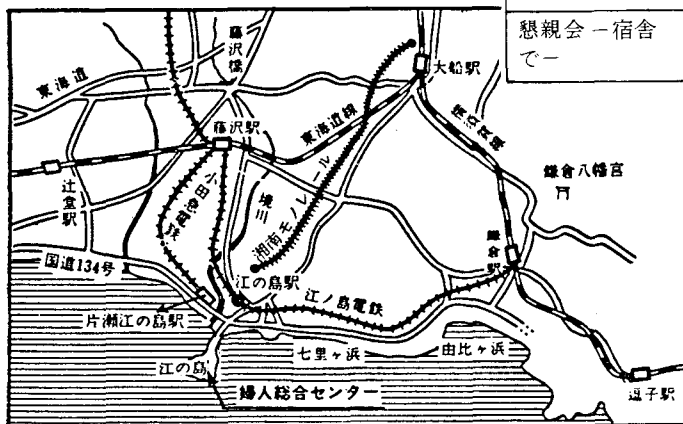 懇親会－宿舎
で－
藤沢橋
大船駅
東海道
藤沢駅
東海道線
横須賀線
鎌倉八幡宮
辻堂駅
小田急電鉄
境川
湘南モノレール
鎌倉駅
国道134号
江の島駅
江ノ島電鉄
片瀬江の島駅
七里ヶ浜
由比ヶ浜
江の島
婦人総合センター
逗子駅